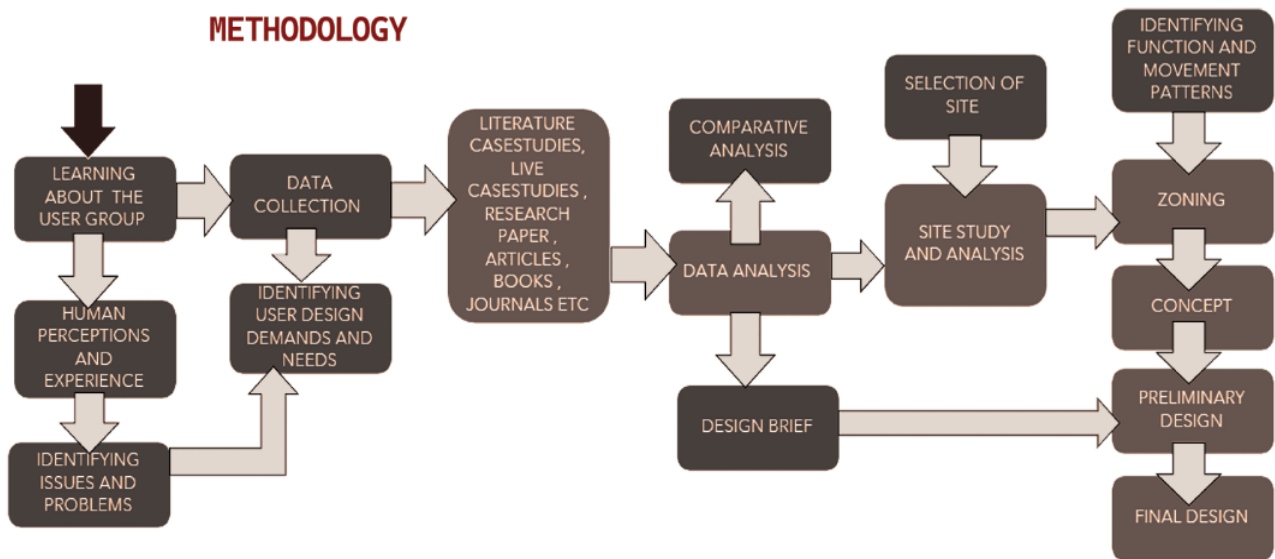 METHODOLOGY
LEARNING
ABOUT THE
USER GROUP
DATA
COLLECTION
HUMAN
PERCEPTIONS
AND
EXPERIENCE
IDENTIFYING
USER DESIGN
DEMANDS AND
NEEDS
IDENTIFYING
ISSUES AND
PROBLEMS
LITERATURE
CASESTUDIES,
LIVE
CASESTUDIES ,
RESEARCH
PAPER ,
ARTICLES ,
BOOKS ,
JOURNALS ETC
COMPARATIVE
ANALYSIS
DATA ANALYSIS
DESIGN BRIEF
SELECTION OF
SITE
SITE STUDY
AND ANALYSIS
IDENTIFYING
FUNCTION AND
MOVEMENT
PATTERNS
ZONING
CONCEPT
PRELIMINARY
DESIGN
FINAL DESIGN